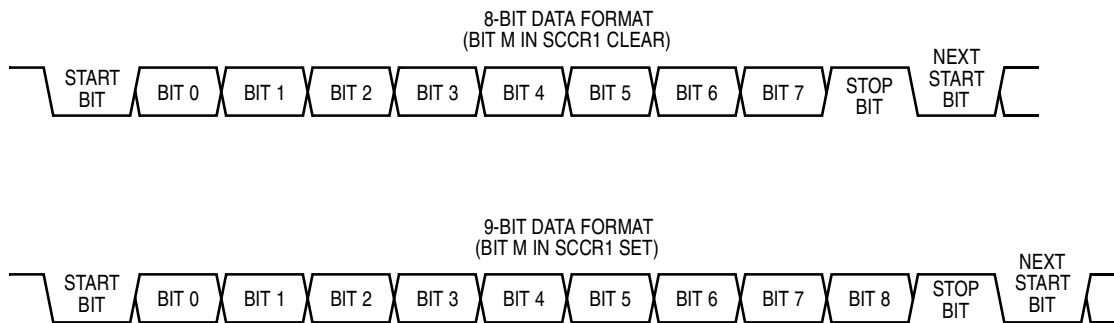 8-BIT DATA FORMAT
(BIT M IN SCCR1 CLEAR)
START
BIT
BIT 0
BIT 1
BIT 2
BIT 3
BIT 4
BIT 5
BIT 6
BIT 7
STOP
BIT
NEXT
START
BIT
9-BIT DATA FORMAT
(BIT M IN SCCR1 SET)
START
BIT
BIT 0
BIT 1
BIT 2
BIT 3
BIT 4
BIT 5
BIT 6
BIT 7
BIT 8
STOP
BIT
NEXT
START
BIT